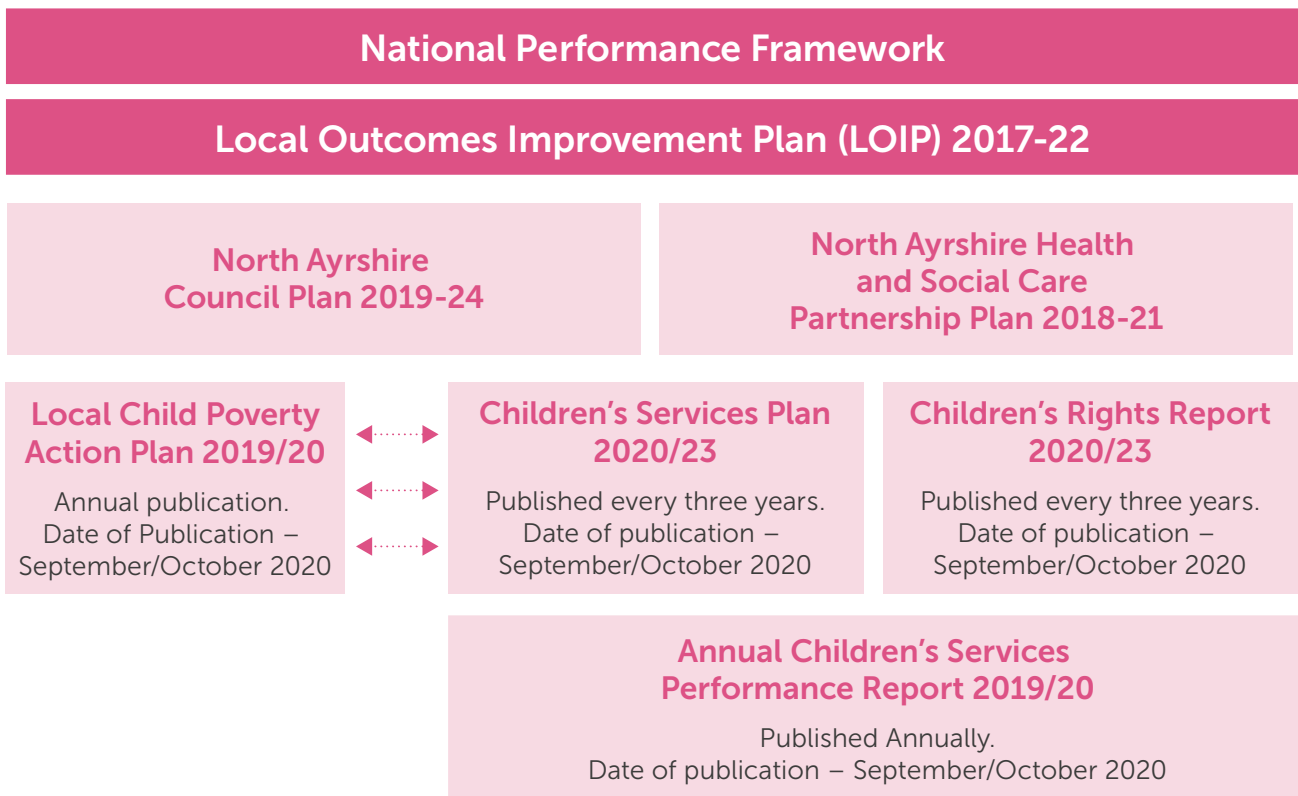 National Performance Framework
Local Outcomes Improvement Plan (LOIP) 2017-22
North Ayrshire
Council Plan 2019-24
North Ayrshire Health
and Social Care
Partnership Plan 2018-21
Local Child Poverty
Action Plan 2019/20
Annual publication.
Date of Publication –
September/October 2020
Children’s Services Plan
2020/23
Published every three years.
Date of publication –
September/October 2020
Children’s Rights Report
2020/23
Published every three years.
Date of publication –
September/October 2020
Annual Children’s Services
Performance Report 2019/20
Published Annually.
Date of publication – September/October 2020